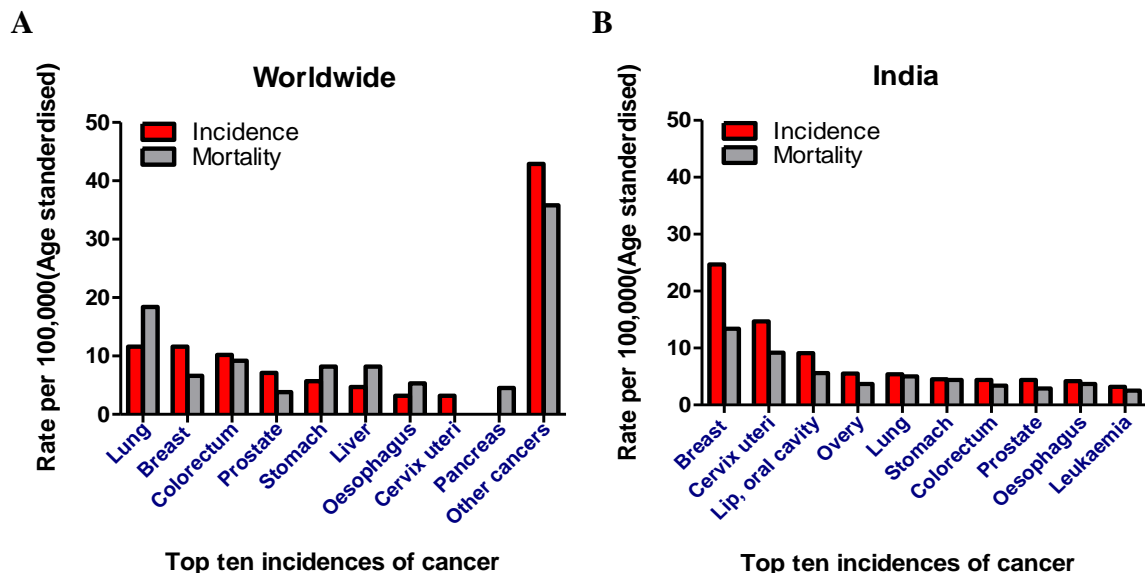 A
Worldwide
Incidence
Mortality
Rate per 100,000(Age standerdised)
50
40
30
20
10
0
Lung
Breast
Colorectum
Prostate
Stomach
Liver
Oesophagus
Cervix uteri
Pancreas
Other cancers
Top ten incidences of cancer
B
India
Incidence
Mortality
Rate per 100,000(Age standerdised)
50
40
30
20
10
0
Breast
Cervix uteri
Lip, oral cavity
Overy
Lung
Stomach
Colorectum
Prostate
Oesophagus
Leukaemia
Top ten incidences of cancer